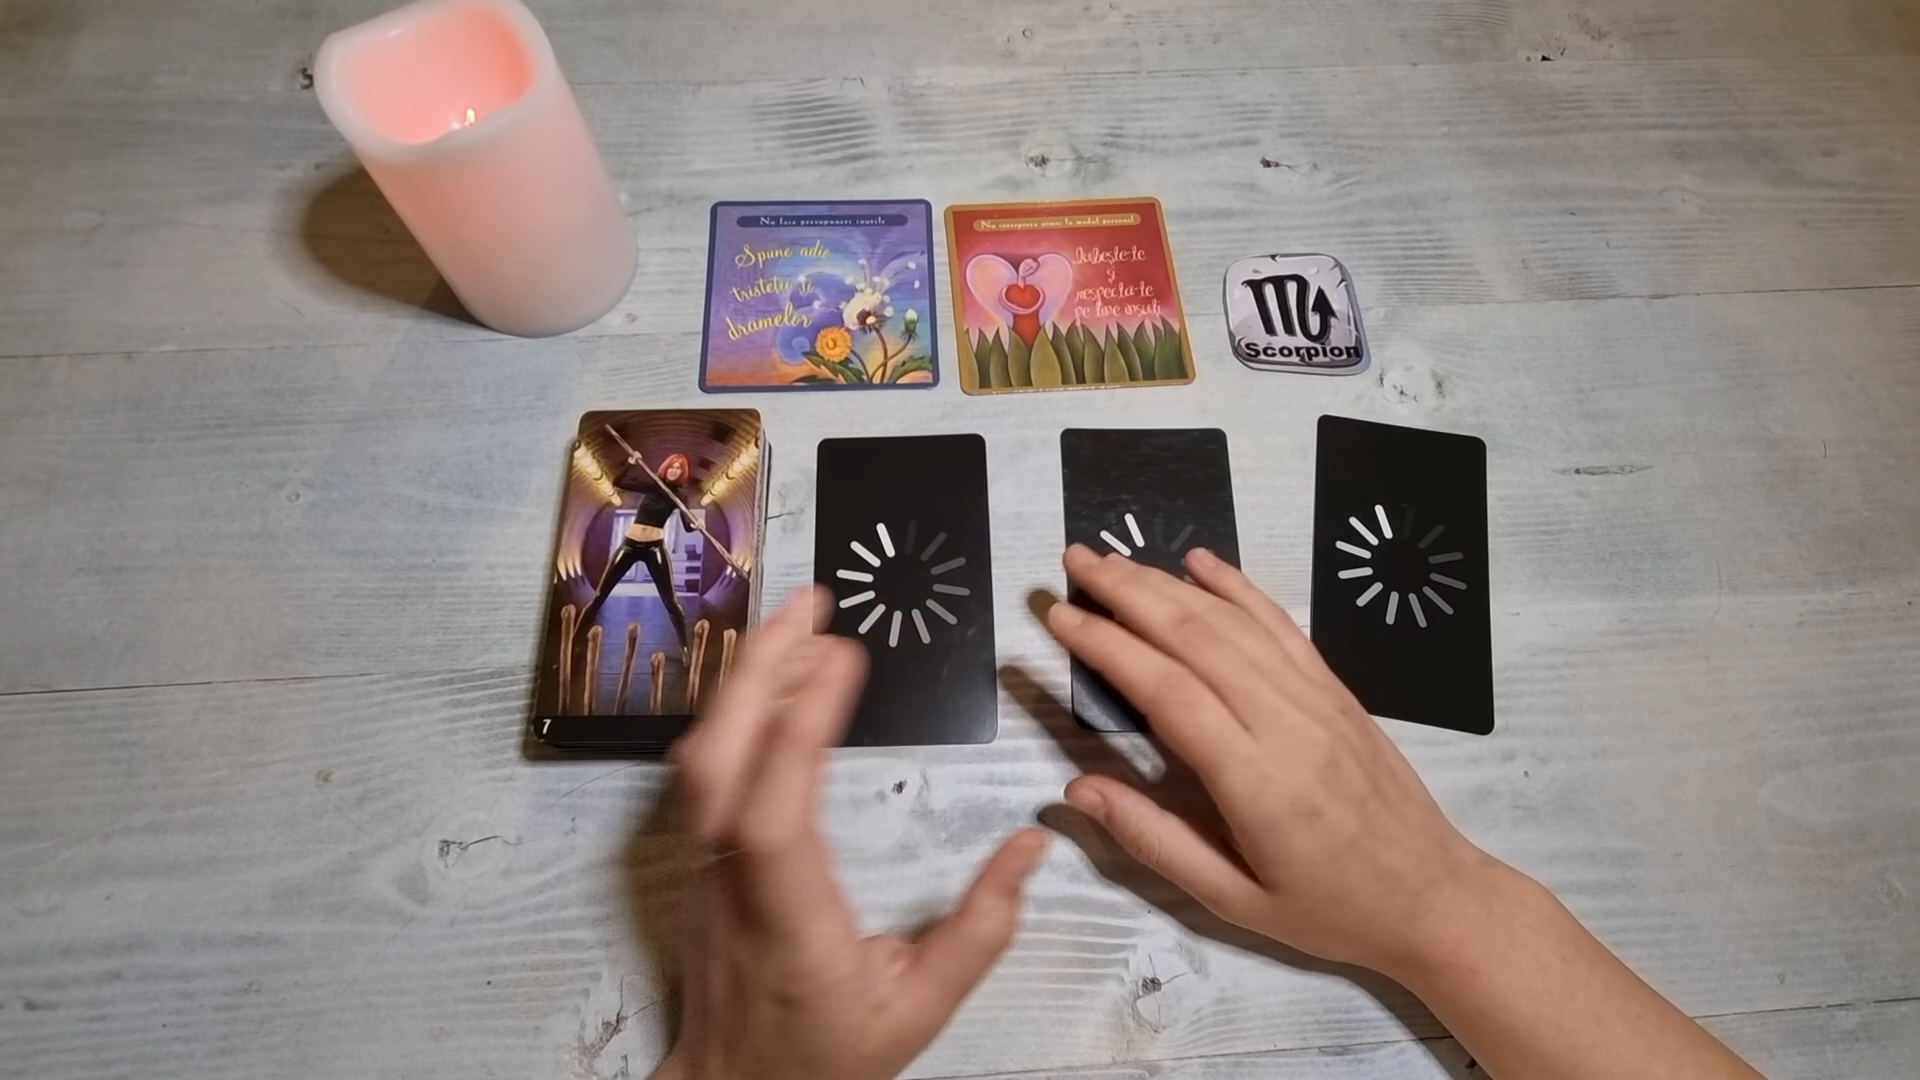 Nu face presupuneri inutile
Spune adio
tristeții și
dramelor
Nu interpreta nimic la modul personal
Iubește-te
și
respectă-te
pe tine însuți
Scorpion
7